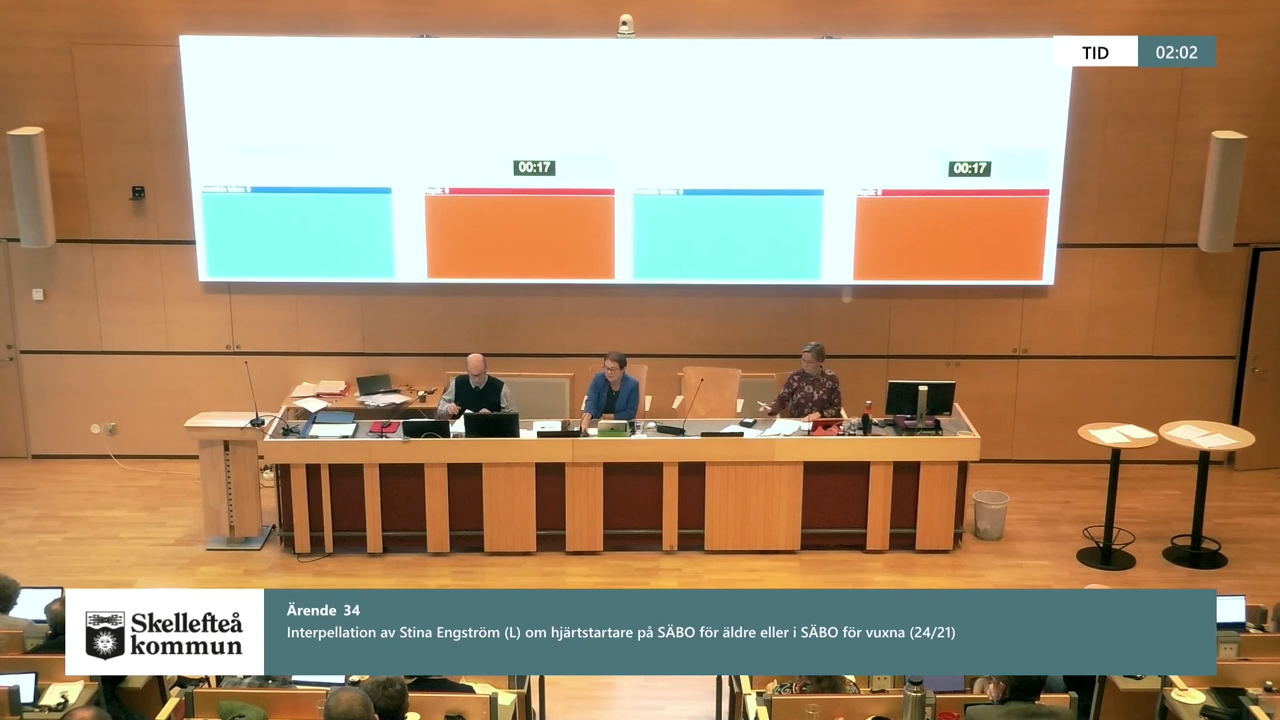 TID 02:02
00:17 00:17
Ärende 34
Interpellation av Stina Engström (L) om hjärtstartare på SÄBO för äldre eller i SÄBO för vuxna (24/21)
Skellefteå
kommun